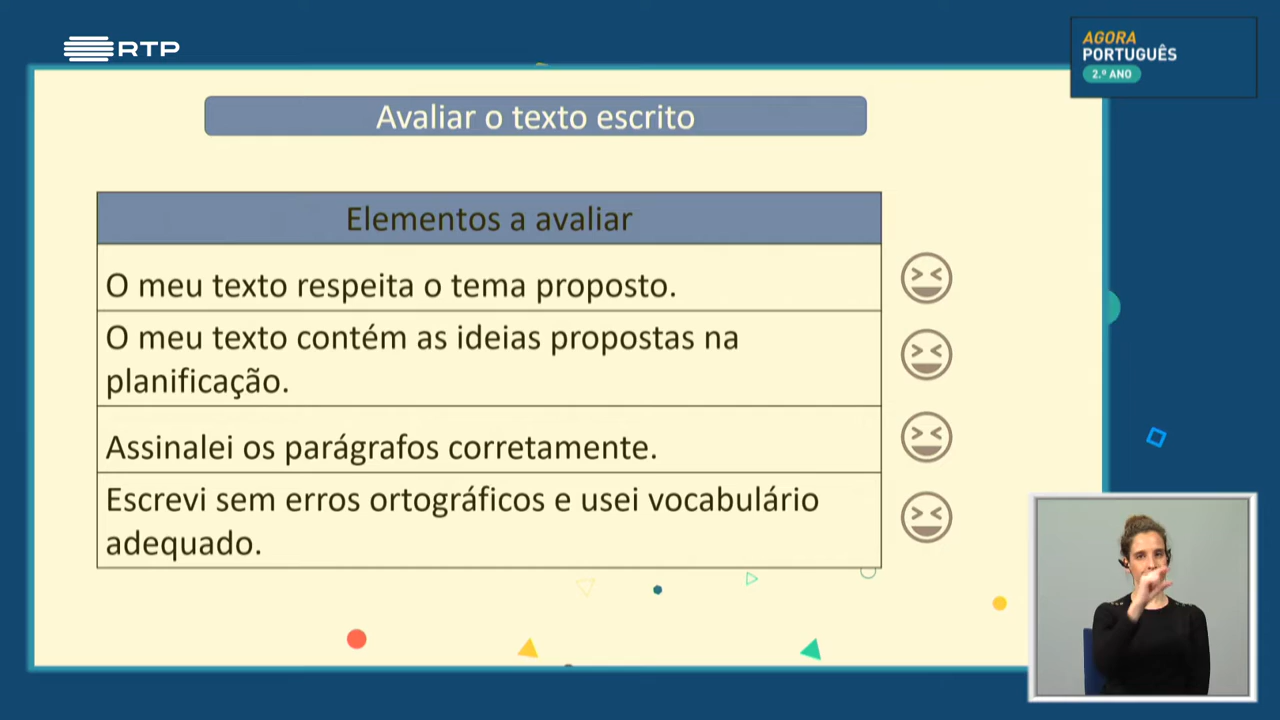 RTP
AGORA
PORTUGUÊS
2.º ANO
Avaliar o texto escrito
Elementos a avaliar
O meu texto respeita o tema proposto.
O meu texto contém as ideias propostas na
planificação.
Assinalei os parágrafos corretamente.
Escrevi sem erros ortográficos e usei vocabulário
adequado.